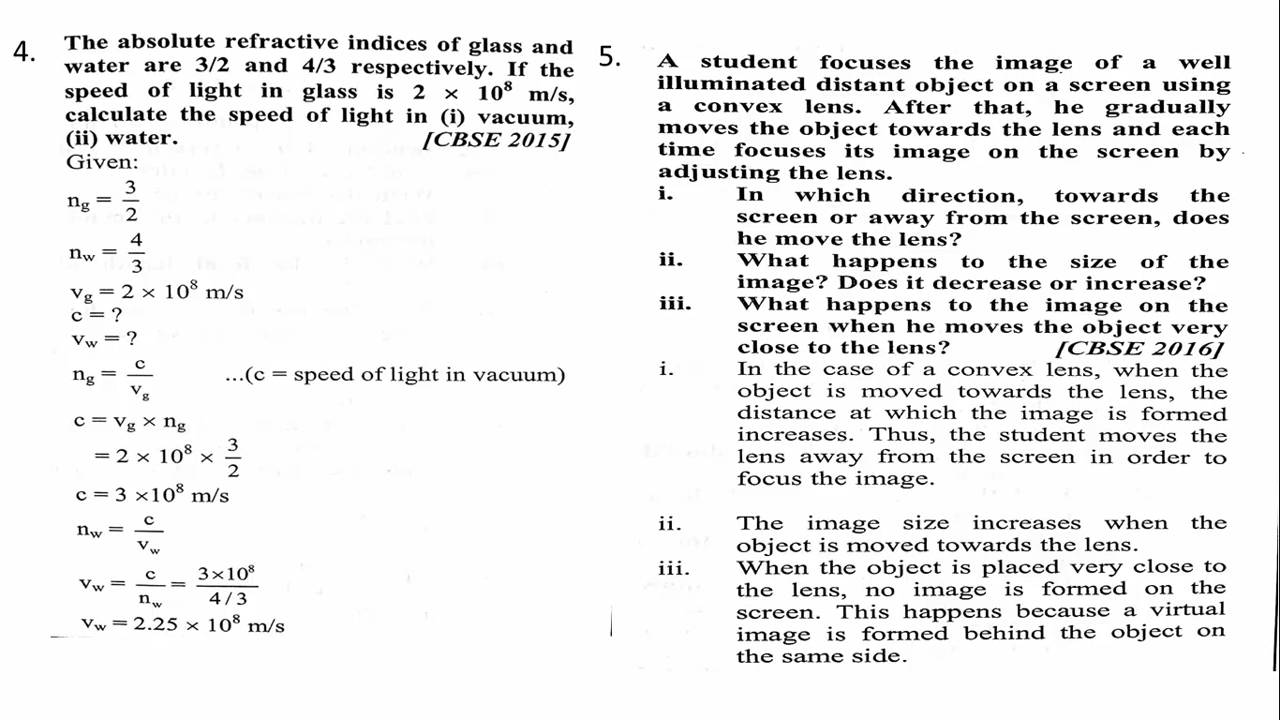 4.
The absolute refractive indices of glass and
water are 3/2 and 4/3 respectively. If the
speed of light in glass is 2 × 10⁸ m/s,
calculate the speed of light in (i) vacuum,
(ii) water. [CBSE 2015]
Given:
n_g = 3/2
n_w = 4/3
v_g = 2 × 10⁸ m/s
c = ?
v_w = ?
n_g = c/v_g ...(c = speed of light in vacuum)
c = v_g × n_g
= 2 × 10⁸ × 3/2
c = 3 ×10⁸ m/s
n_w = c/v_w
v_w = c/n_w = 3×10⁸/4/3
v_w = 2.25 × 10⁸ m/s
5.
A student focuses the image of a well
illuminated distant object on a screen using
a convex lens. After that, he gradually
moves the object towards the lens and each
time focuses its image on the screen by
adjusting the lens.
i. In which direction, towards the
screen or away from the screen, does
he move the lens?
ii. What happens to the size of the
image? Does it decrease or increase?
iii. What happens to the image on the
screen when he moves the object very
close to the lens? [CBSE 2016]
i. In the case of a convex lens, when the
object is moved towards the lens, the
distance at which the image is formed
increases. Thus, the student moves the
lens away from the screen in order to
focus the image.
ii. The image size increases when the
object is moved towards the lens.
iii. When the object is placed very close to
the lens, no image is formed on the
screen. This happens because a virtual
image is formed behind the object on
the same side.